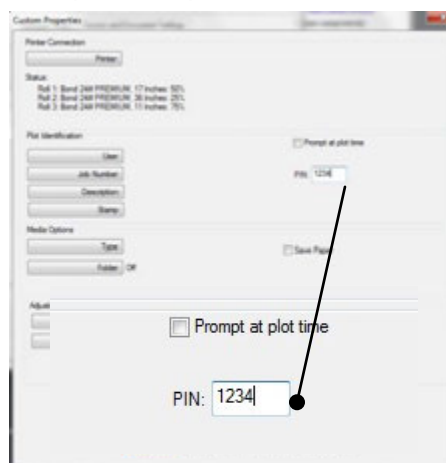 Custom Properties
Printer Connection
Printer
Status
Roll 1: Bond 24# PREMIUM, 17 inches: 50%
Roll 2: Bond 24# PREMIUM, 36 inches: 25%
Roll 3: Bond 24# PREMIUM, 11 inches: 75%
Plot Identification
User
Prompt at plot time
Job Number
PIN: 1234
Description
Stamp
Media Options
Type
Save Paper
Folder Off
Prompt at plot time
PIN: 1234